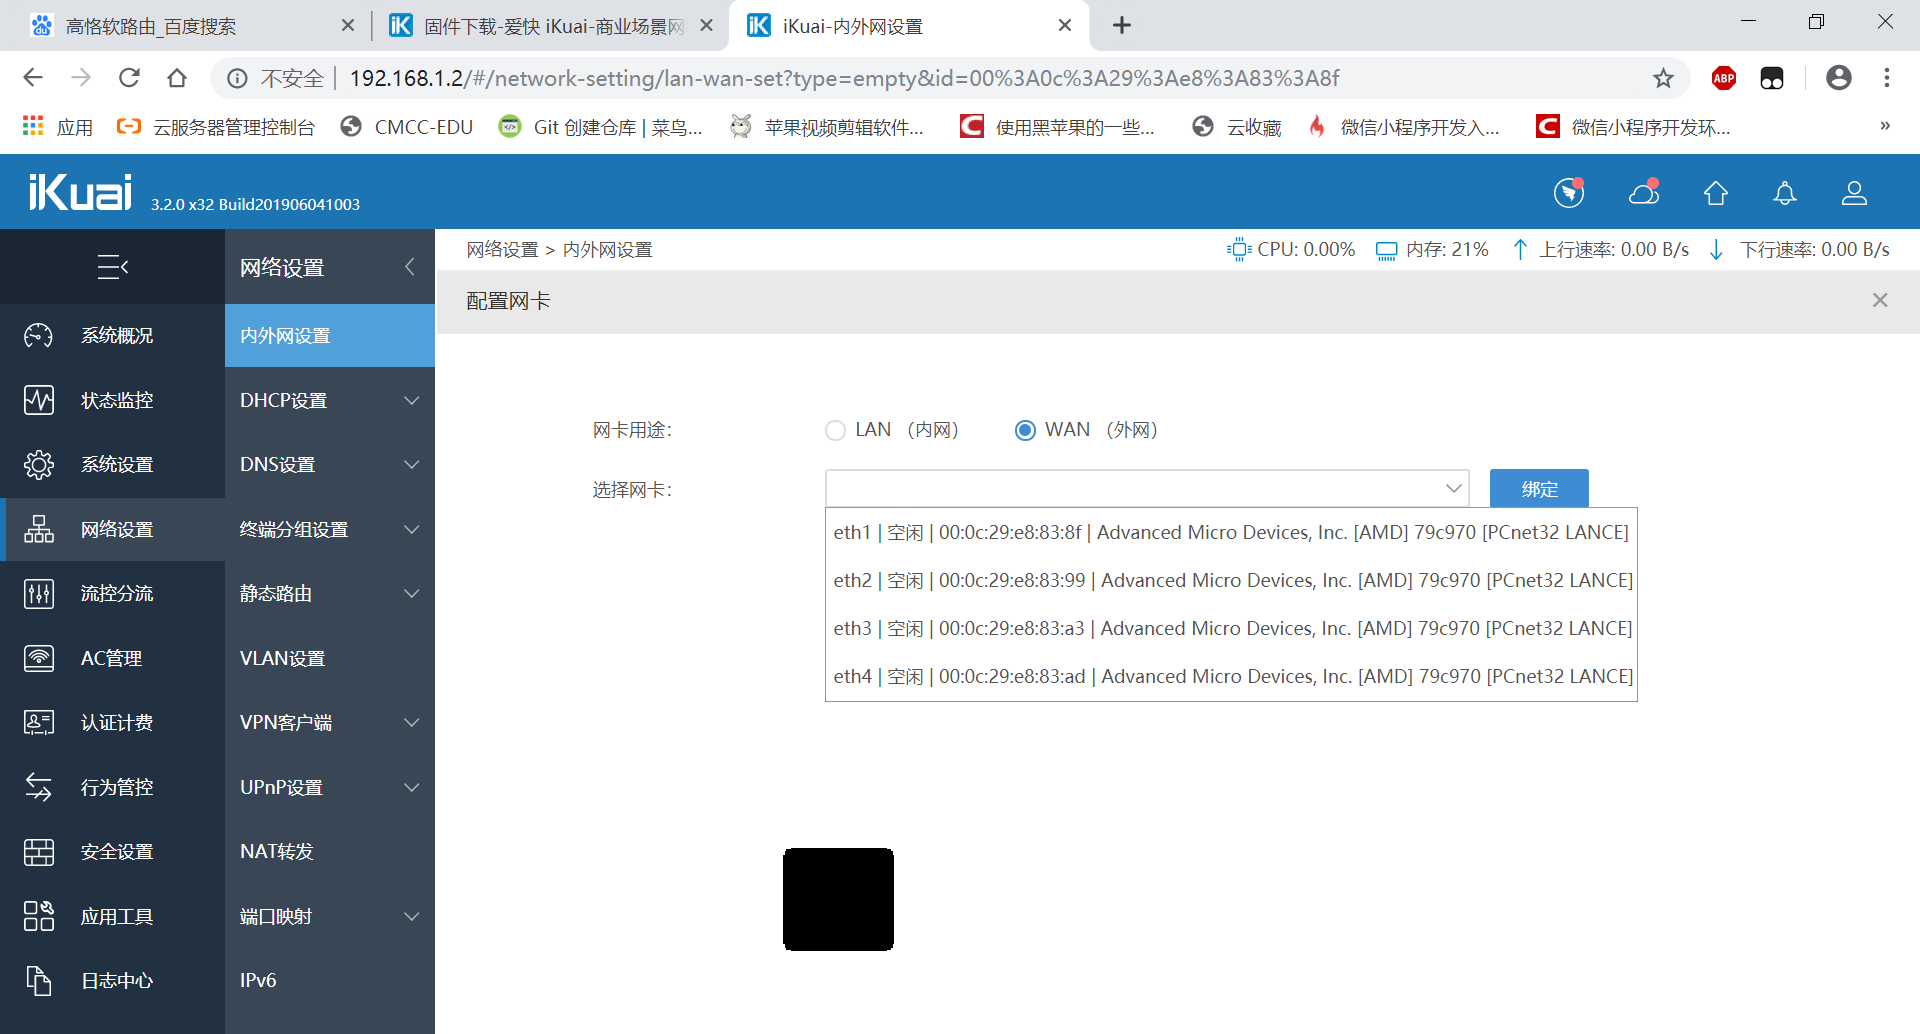 高恪软路由_百度搜索
固件下载-爱快 iKuai-商业场景网
iKuai-内外网设置
不安全 | 192.168.1.2/#/network-setting/lan-wan-set?type=empty&id=00%3A0c%3A29%3Ae8%3A83%3A8f
ABP
应用
云服务器管理控制台
CMCC-EDU
Git 创建仓库 | 菜鸟...
苹果视频剪辑软件...
使用黑苹果的一些...
云收藏
微信小程序开发入...
微信小程序开发环...
»
iKuai 3.2.0 x32 Build201906041003
网络设置
网络设置 > 内外网设置
CPU: 0.00%
内存: 21%
上行速率: 0.00 B/s
下行速率: 0.00 B/s
配置网卡
系统概况
状态监控
系统设置
网络设置
流控分流
AC管理
认证计费
行为管控
安全设置
应用工具
日志中心
内外网设置
DHCP设置
DNS设置
终端分组设置
静态路由
VLAN设置
VPN客户端
UPnP设置
NAT转发
端口映射
IPv6
网卡用途:
LAN （内网）
WAN （外网）
选择网卡:
绑定
eth1 | 空闲 | 00:0c:29:e8:83:8f | Advanced Micro Devices, Inc. [AMD] 79c970 [PCnet32 LANCE]
eth2 | 空闲 | 00:0c:29:e8:83:99 | Advanced Micro Devices, Inc. [AMD] 79c970 [PCnet32 LANCE]
eth3 | 空闲 | 00:0c:29:e8:83:a3 | Advanced Micro Devices, Inc. [AMD] 79c970 [PCnet32 LANCE]
eth4 | 空闲 | 00:0c:29:e8:83:ad | Advanced Micro Devices, Inc. [AMD] 79c970 [PCnet32 LANCE]